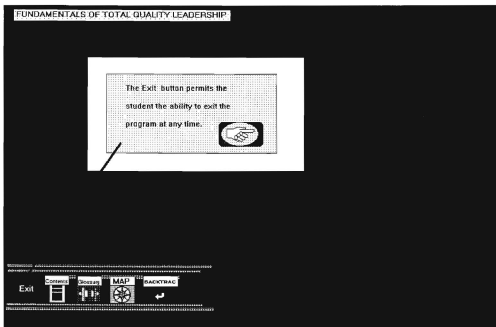 FUNDAMENTALS OF TOTAL QUALITY LEADERSHIP
The Exit button permits the
student the ability to exit the
program at any time.
Exit
Contents
Glossary
MAP
BACKTRAC